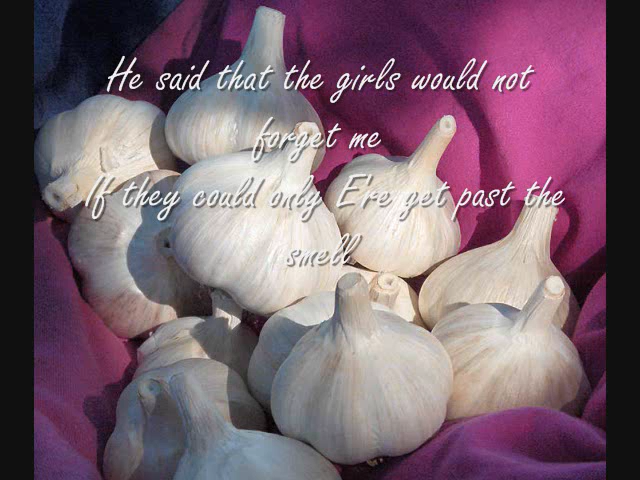 He said that the girls would not
forget me
If they could only E're get past the
smell